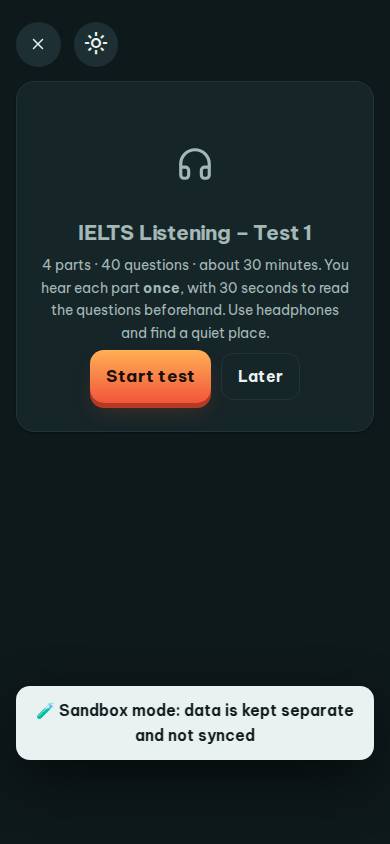 IELTS Listening – Test 1
4 parts · 40 questions · about 30 minutes. You
hear each part once, with 30 seconds to read
the questions beforehand. Use headphones
and find a quiet place.
Start test
Later
🧪 Sandbox mode: data is kept separate
and not synced